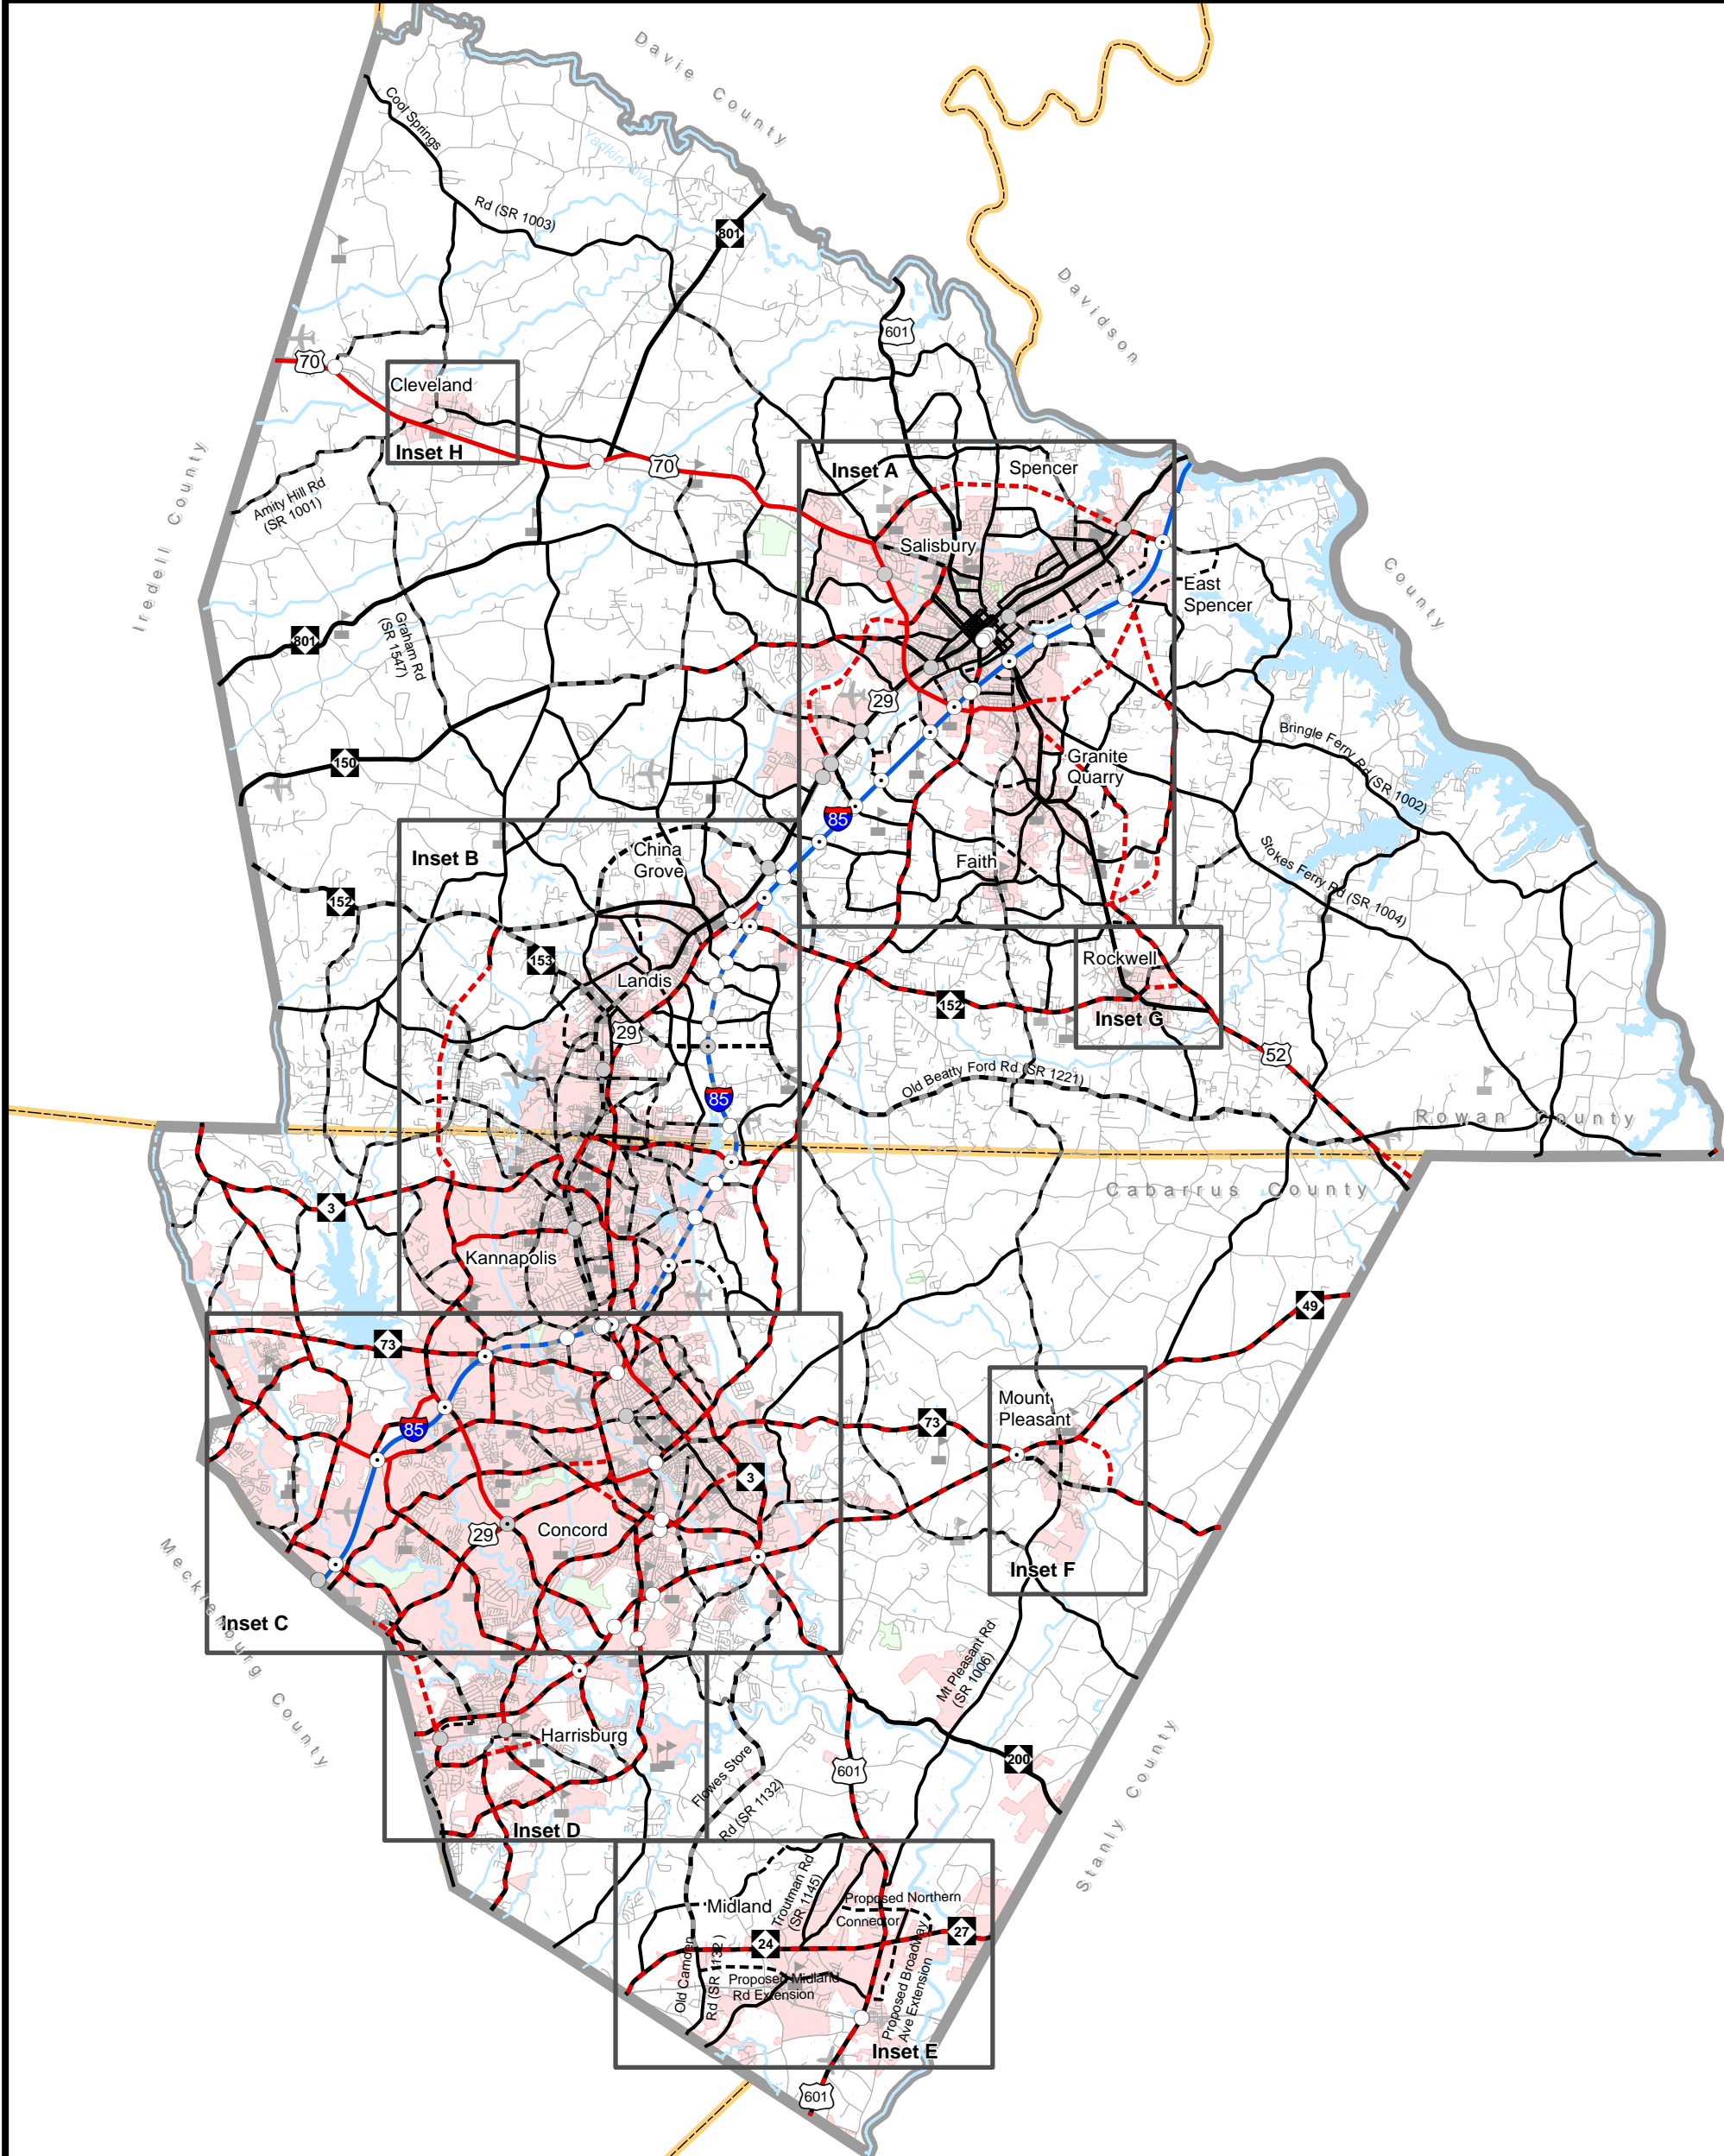 Davie County
Cool Springs
Yadkin River
Rd (SR 1003)
801
Davidson
601
70
Cleveland
Inset H
70
Inset A
Spencer
Iredell County
Amity Hill Rd
(SR 1001)
Salisbury
County
East
Spencer
801
Graham Rd
(SR 1547)
29
Bringle Ferry Rd (SR 1002)
150
Granite
Quarry
85
Inset B
China
Grove
Faith
Stokes Ferry Rd (SR 1004)
152
153
Landis
Rockwell
152
Inset G
29
52
Old Beatty Ford Rd (SR 1221)
85
Rowan County
Cabarrus County
3
Kannapolis
49
73
Mount
Pleasant
73
85
3
29
Concord
Inset F
Inset C
Mecklenburg County
Mt Pleasant Rd
(SR 1006)
Harrisburg
200
Flowes Store
Rd (SR 1132)
601
Stanly County
Inset D
Troutman Rd
(SR 1145)
Midland
Proposed Northern
Connector
24
27
Old Camden
Rd (SR 1132 )
Proposed Midland
Rd Extension
Proposed Broadway
Ave Extension
Inset E
601